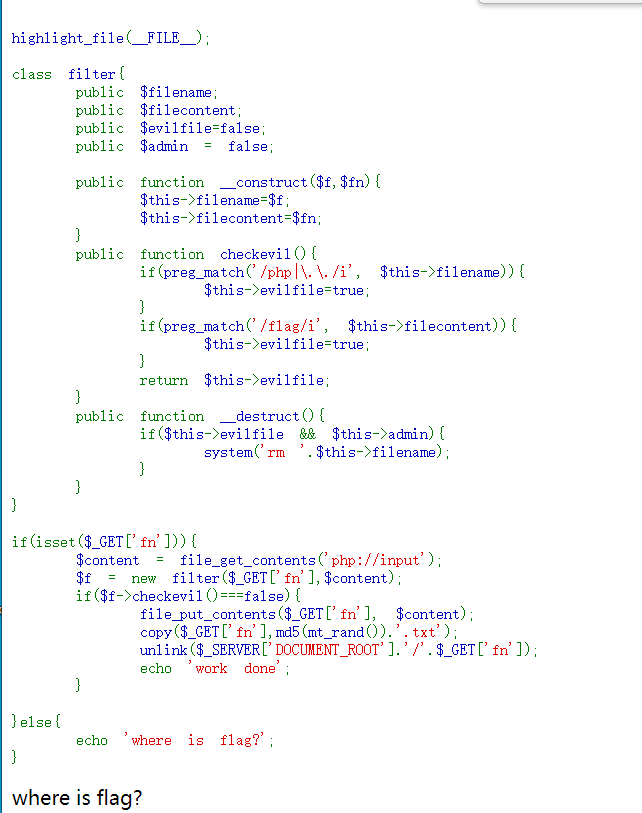 highlight_file(__FILE__);
class filter{
public $filename;
public $filecontent;
public $evilfile=false;
public $admin = false;
public function __construct($f,$fn){
$this->filename=$f;
$this->filecontent=$fn;
}
public function checkevil(){
if(preg_match('/php|\.\./i', $this->filename)){
$this->evilfile=true;
}
if(preg_match('/flag/i', $this->filecontent)){
$this->evilfile=true;
}
return $this->evilfile;
}
public function __destruct(){
if($this->evilfile && $this->admin){
system('rm '.$this->filename);
}
}
}
if(isset($_GET['fn'])){
$content = file_get_contents('php://input');
$f = new filter($_GET['fn'],$content);
if($f->checkevil()===false){
file_put_contents($_GET['fn'], $content);
copy($_GET['fn'],md5(mt_rand()).'.txt');
unlink($_SERVER['DOCUMENT_ROOT'].'/'.$_GET['fn']);
echo 'work done';
}
}else{
echo 'where is flag?';
}
where is flag?